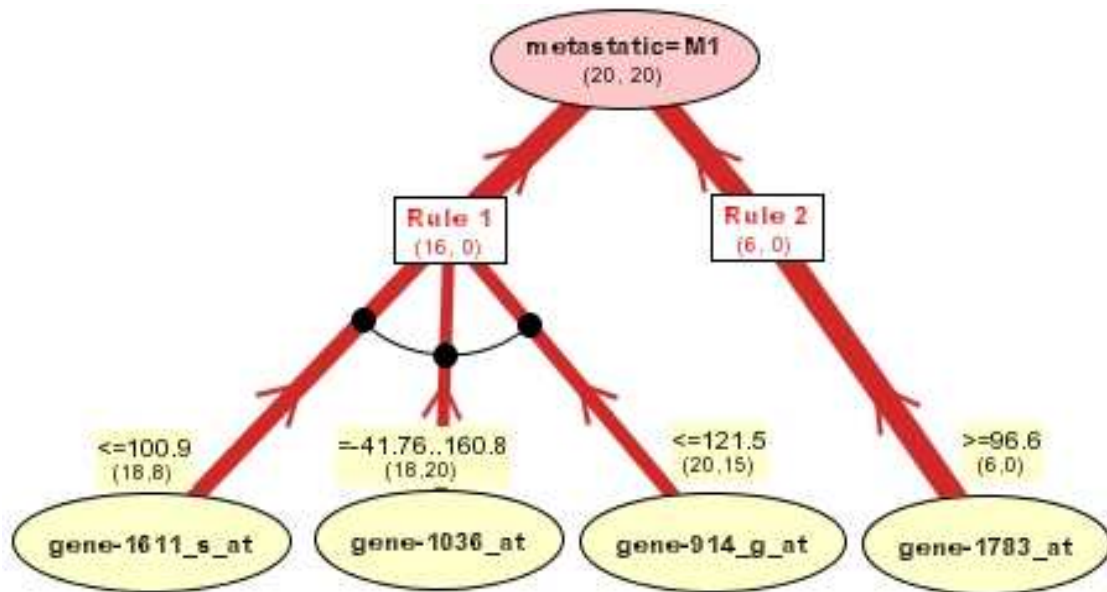 metastatic=M1
(20, 20)
Rule 1
(16, 0)
Rule 2
(6, 0)
<=100.9
(18,8)
=-41.76..160.8
(18,20)
<=121.5
(20,15)
>=96.6
(6,0)
gene-1611_s_at
gene-1036_at
gene-914_g_at
gene-1783_at